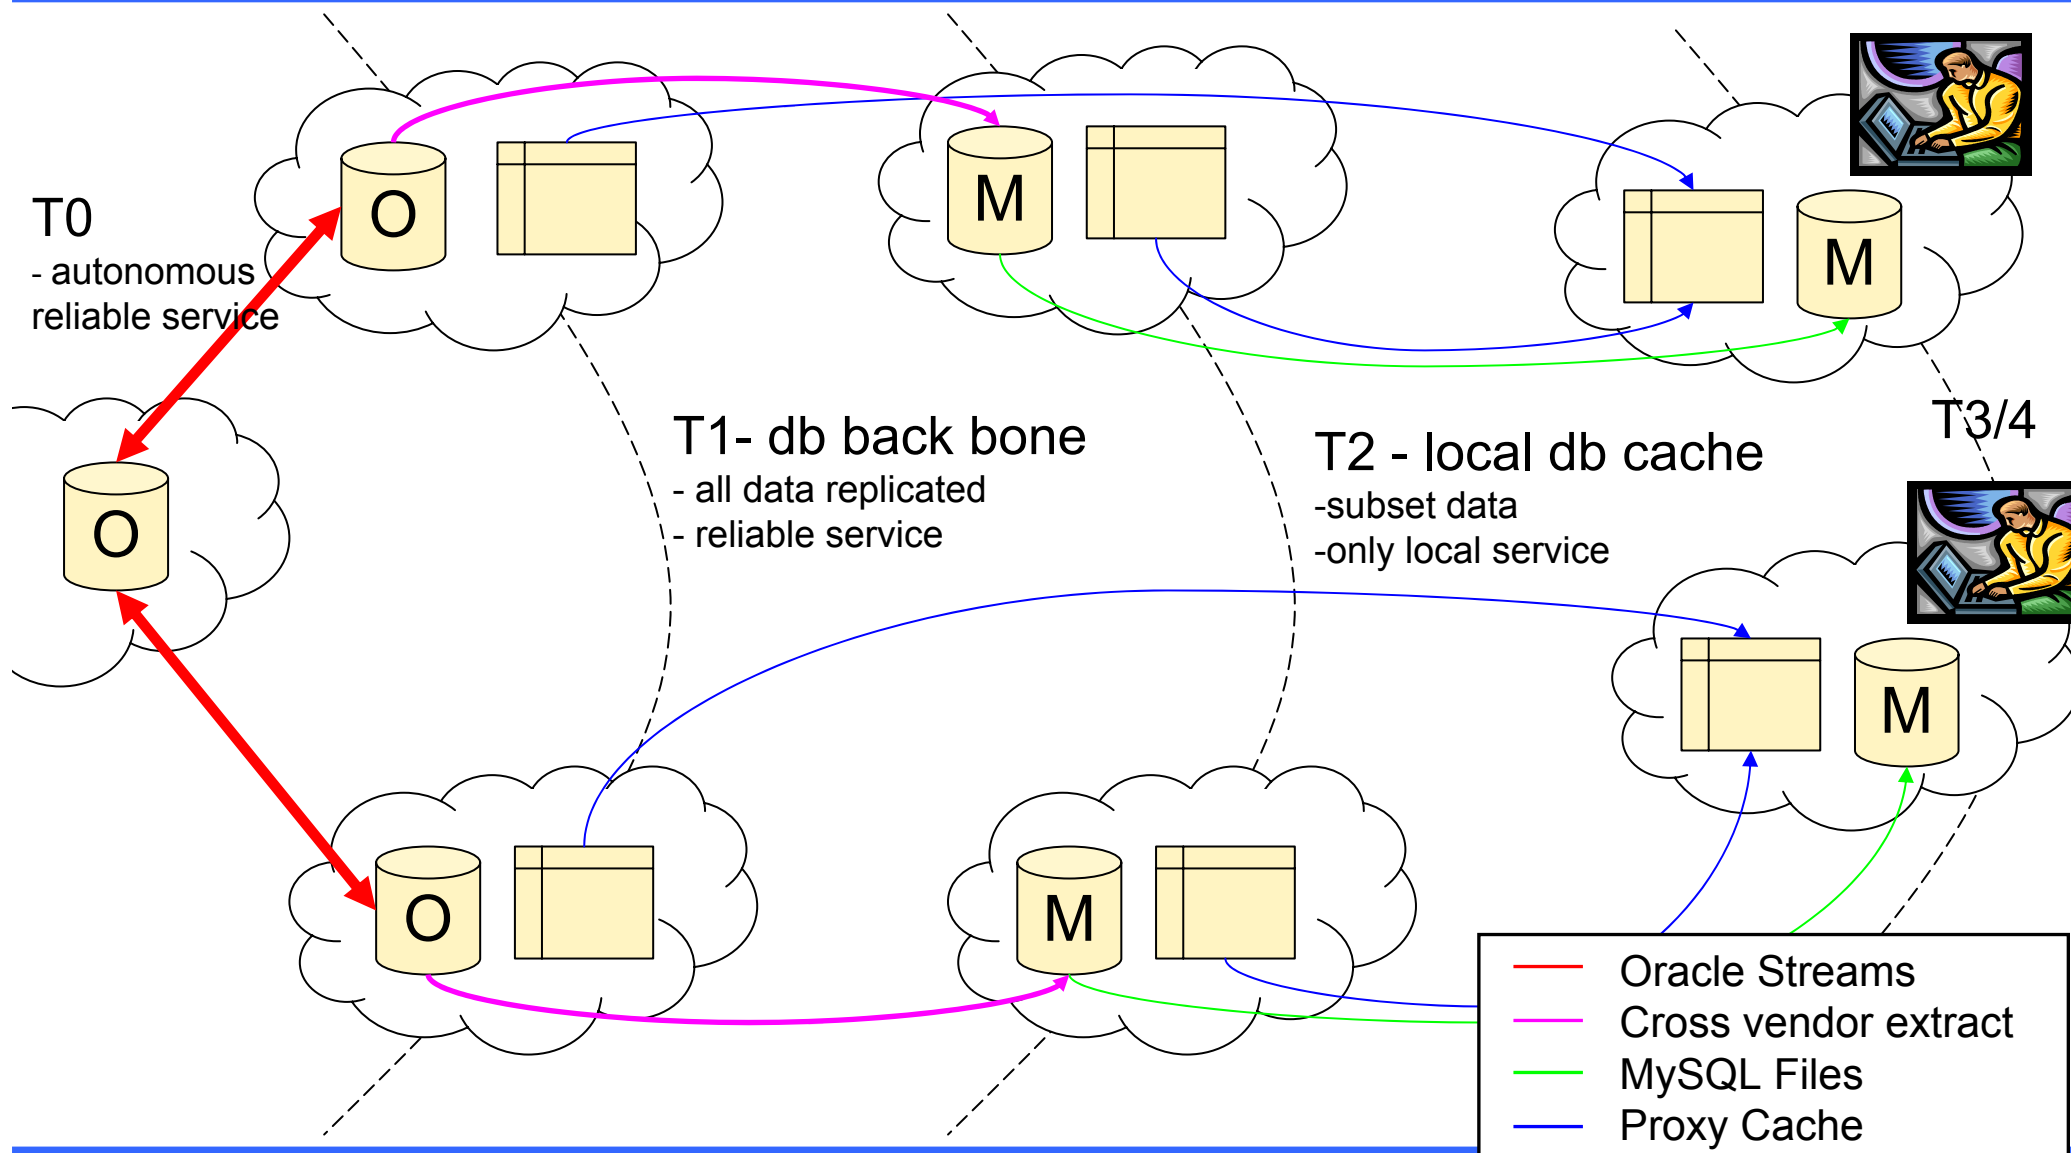 T0
- autonomous
reliable service
O
O
O
M
M
T1- db back bone
- all data replicated
- reliable service
T2 - local db cache
-subset data
-only local service
T3/4
M
M
Oracle Streams
Cross vendor extract
MySQL Files
Proxy Cache